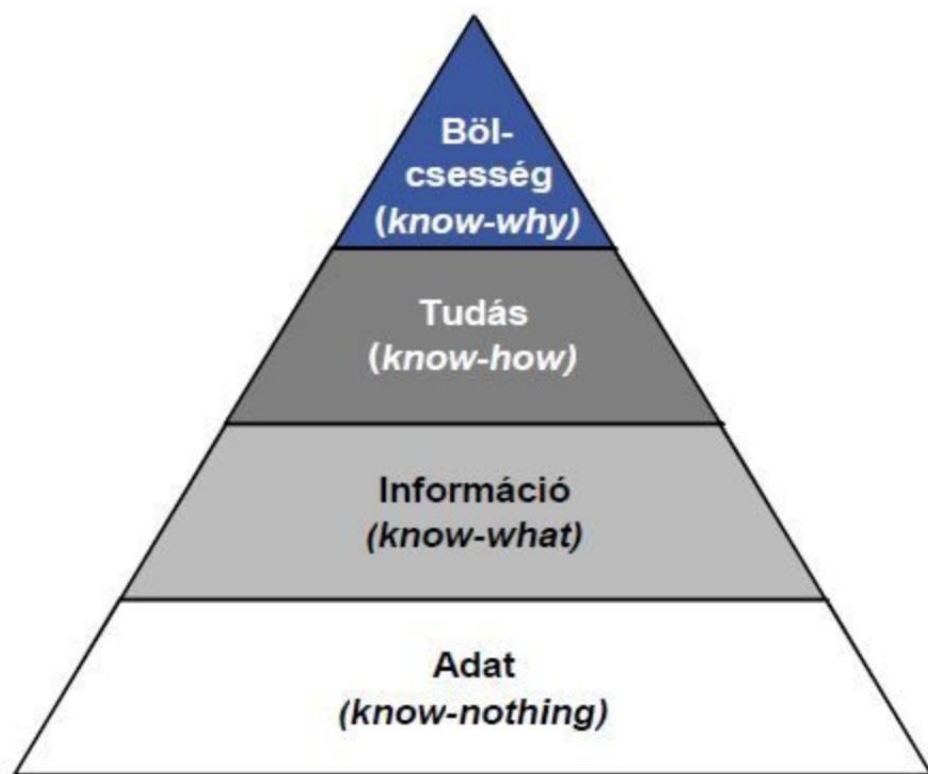 Böl-
csesség
(know-why)
Tudás
(know-how)
Információ
(know-what)
Adat
(know-nothing)